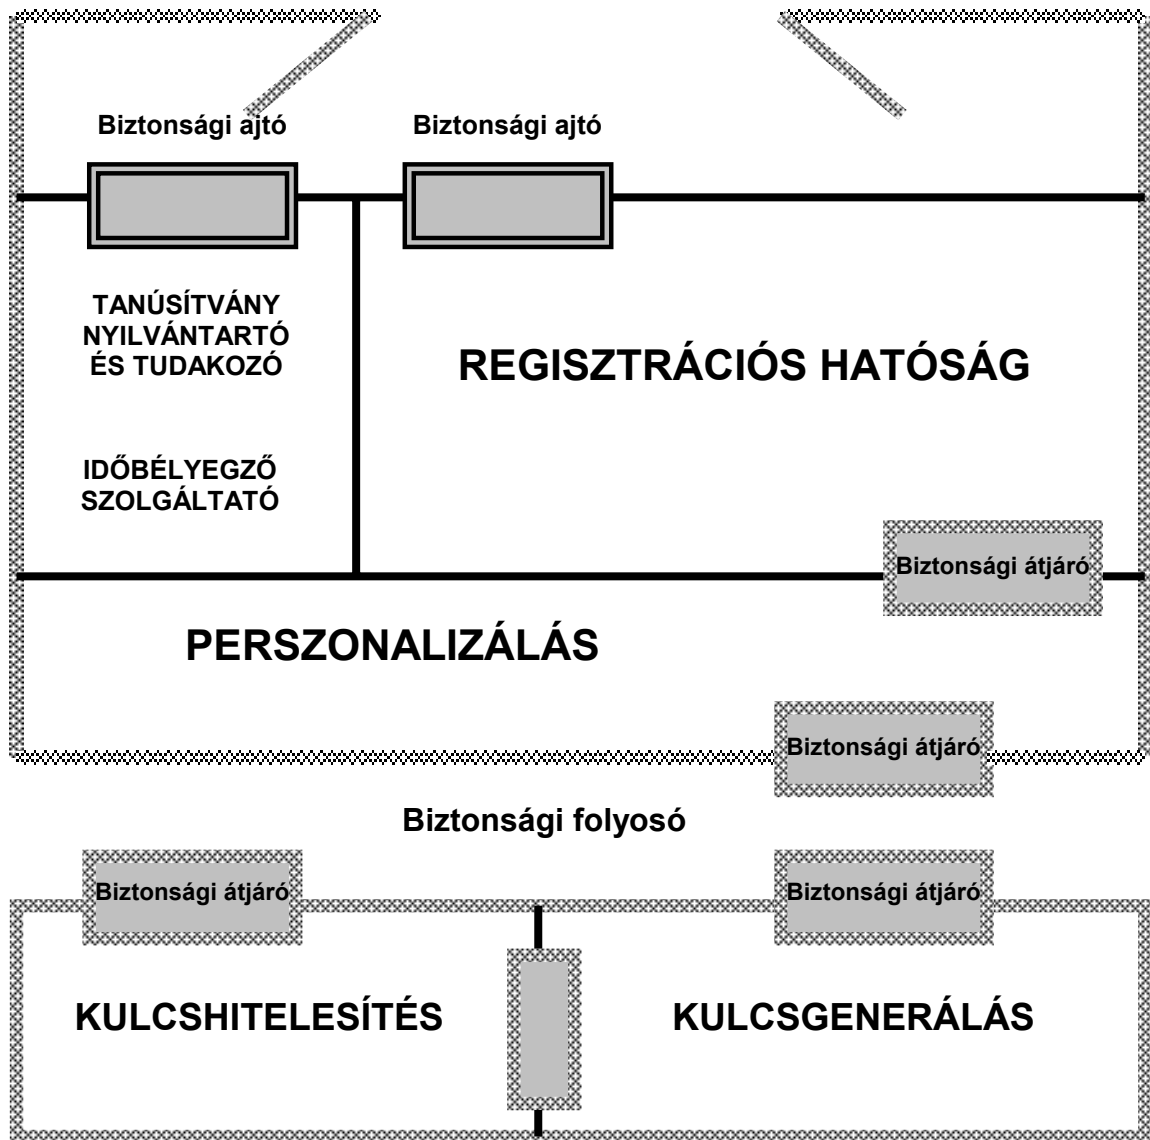 Biztonsági ajtó
Biztonsági ajtó
TANÚSÍTVÁNY
NYILVÁNTARTÓ
ÉS TUDAKOZÓ
REGISZTRÁCIÓS HATÓSÁG
IDŐBÉLYEGZŐ
SZOLGÁLTATÓ
Biztonsági átjáró
PERSZONALIZÁLÁS
Biztonsági átjáró
Biztonsági folyosó
Biztonsági átjáró
Biztonsági átjáró
KULCSHITELESÍTÉS
KULCSGENERÁLÁS